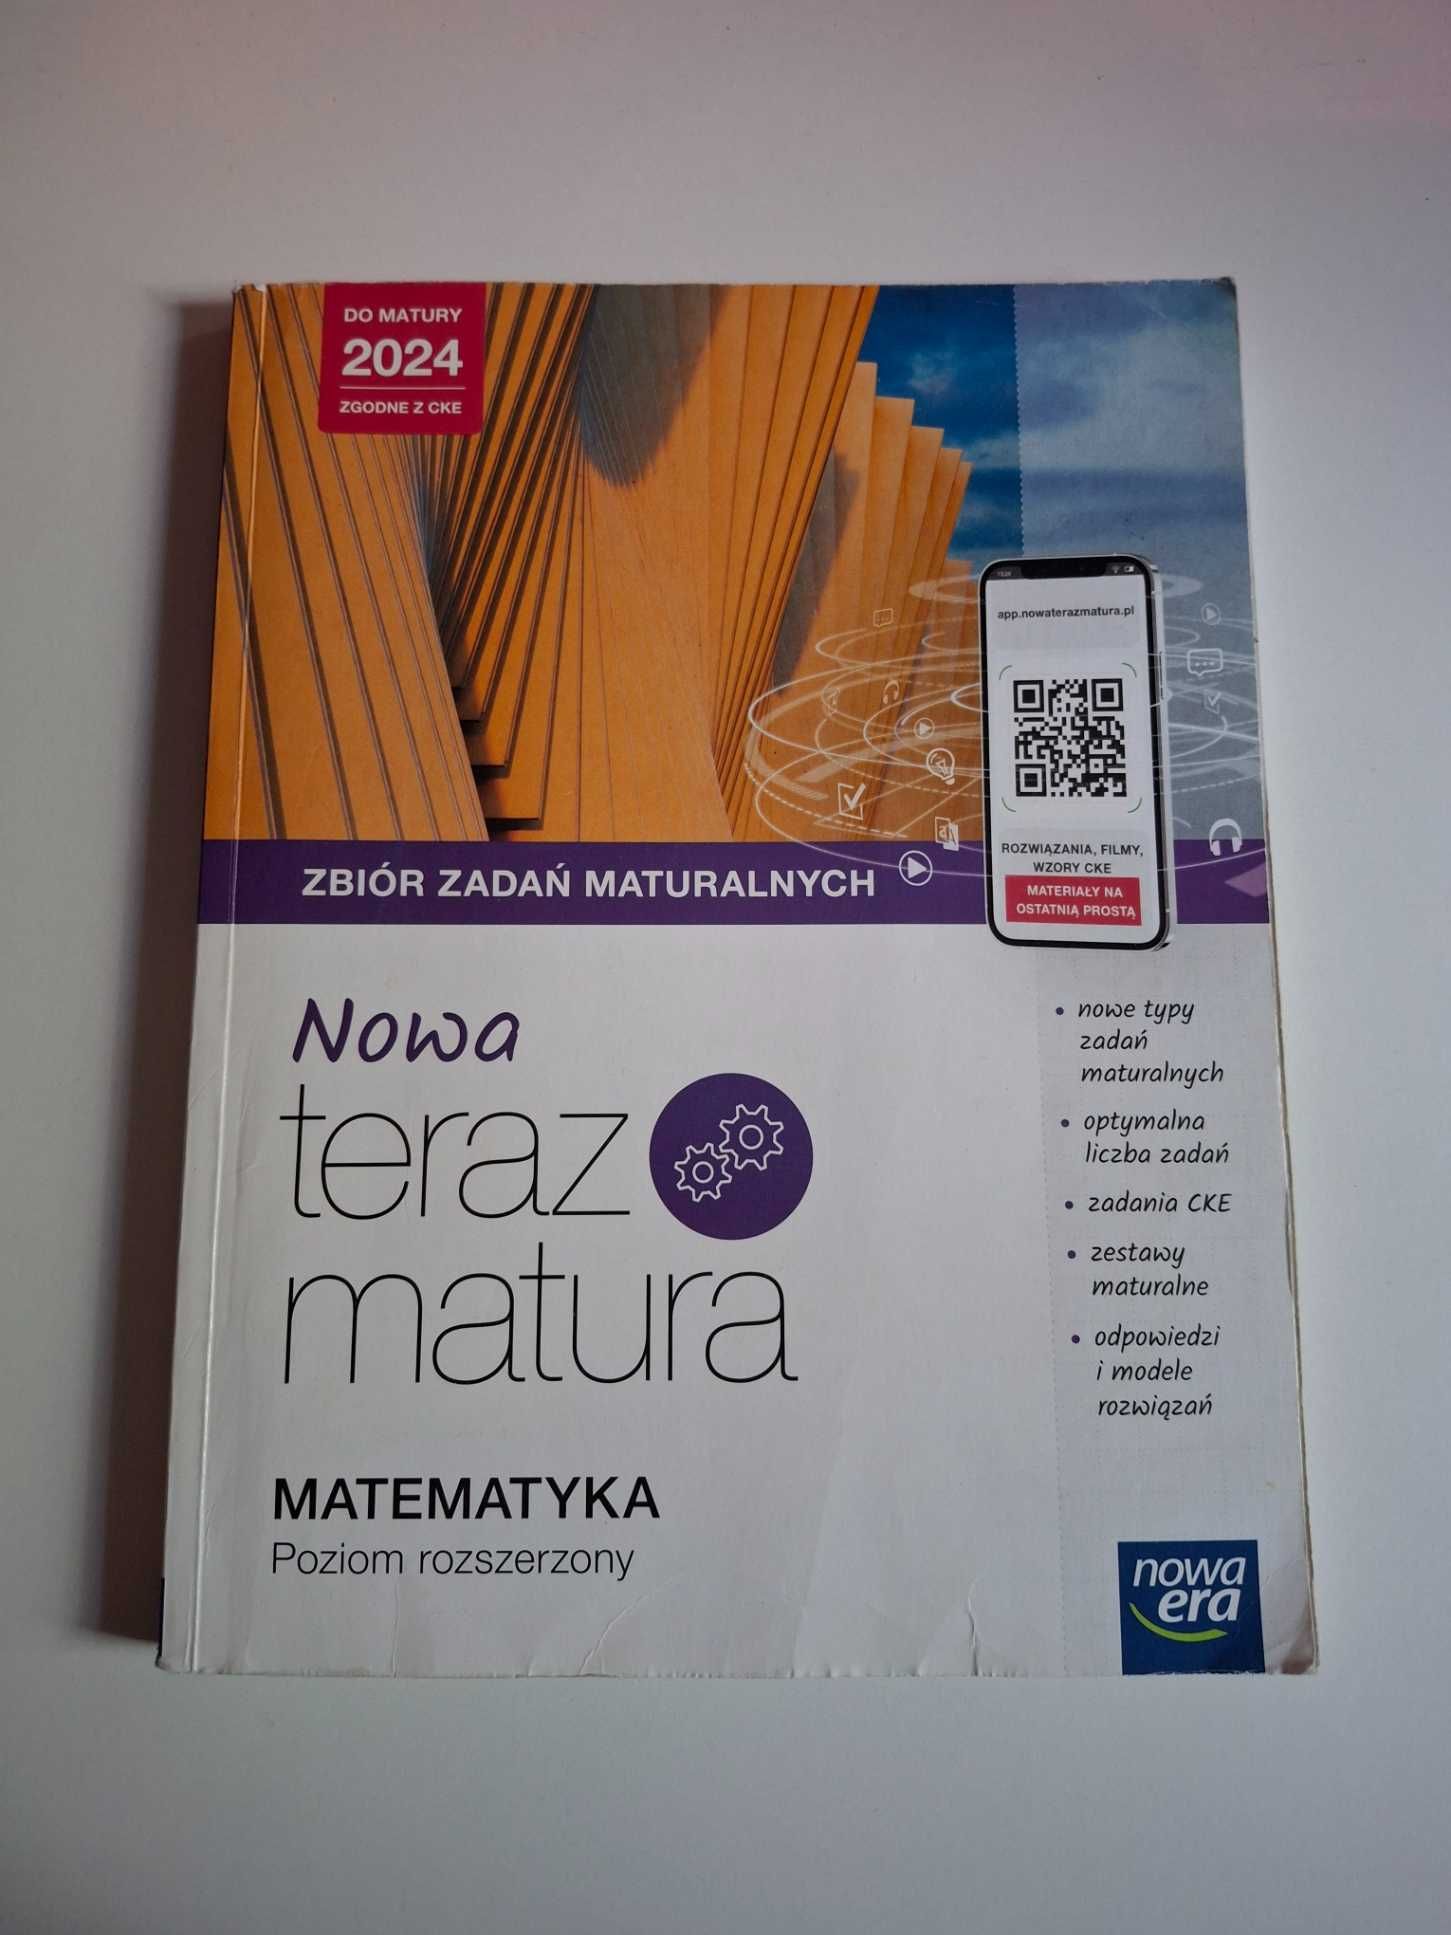 DO MATURY
2024
ZGODNE Z CKE
app.nowaterazmatura.pl
ROZWIĄZANIA, FILMY,
WZORY CKE
MATERIAŁY NA
OSTATNIĄ PROSTĄ
ZBIÓR ZADAŃ MATURALNYCH
Nowa
teraz
matura
• nowe typy
zadań
maturalnych
• optymalna
liczba zadań
• zadania CKE
• zestawy
maturalne
• odpowiedzi
i modele
rozwiązań
MATEMATYKA
Poziom rozszerzony
nowa
era